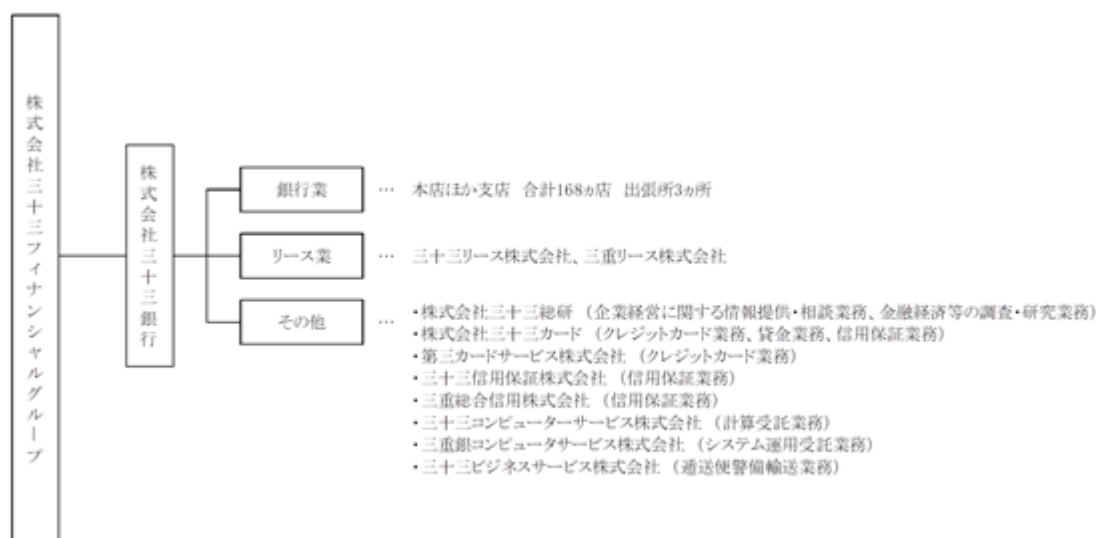 株式会社三十三フィナンシャルグループ
株式会社三十三銀行
銀行業 … 本店ほか支店 合計168ヵ店 出張所3ヵ所
リース業 … 三十三リース株式会社、三重リース株式会社
その他 … ・株式会社三十三総研 （企業経営に関する情報提供・相談業務、金融経済等の調査・研究業務）
・株式会社三十三カード （クレジットカード業務、貸金業務、信用保証業務）
・第三カードサービス株式会社 （クレジットカード業務）
・三十三信用保証株式会社 （信用保証業務）
・三重総合信用株式会社 （信用保証業務）
・三十三コンピューターサービス株式会社 （計算受託業務）
・三重銀コンピュータサービス株式会社 （システム運用受託業務）
・三十三ビジネスサービス株式会社 （逓送便警備輸送業務）